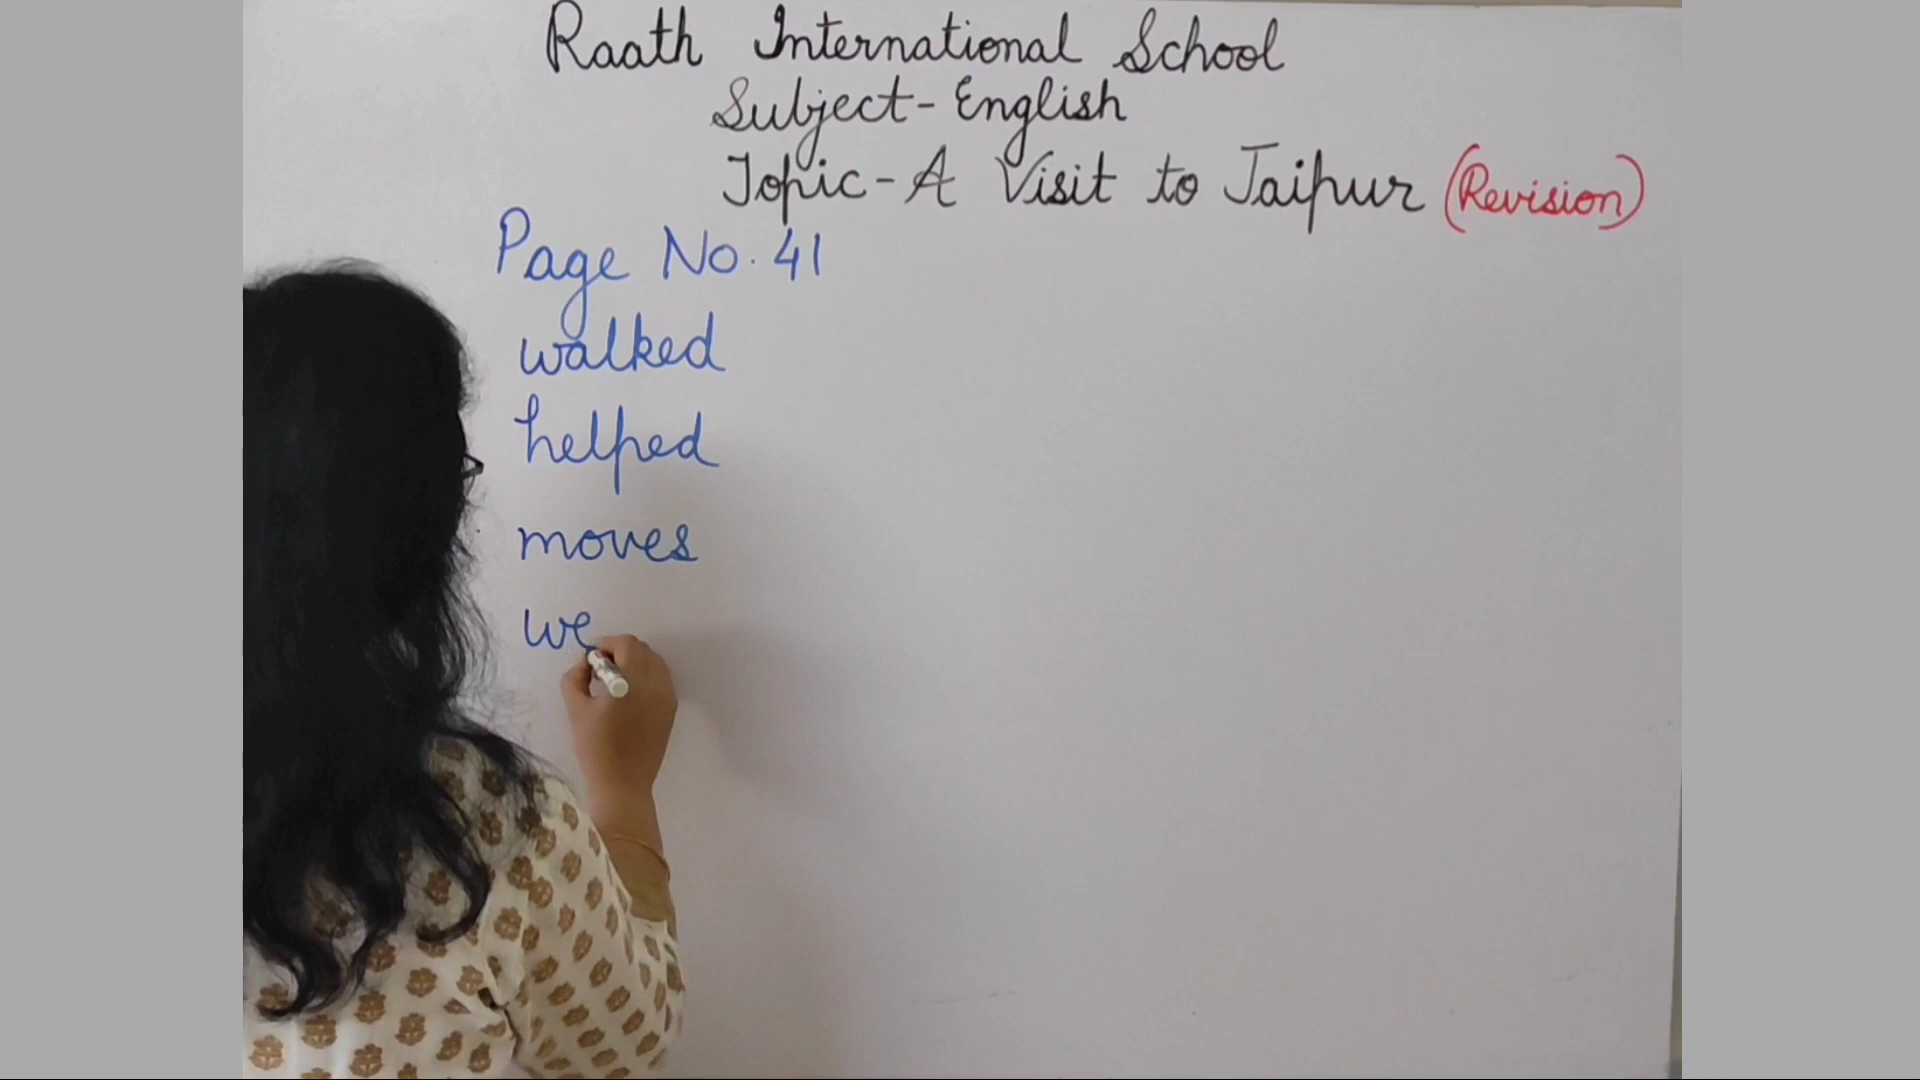 Raath International School
Subject - English
Topic - A Visit to Jaipur (Revision)
Page No. 41
walked
helped
moves
we